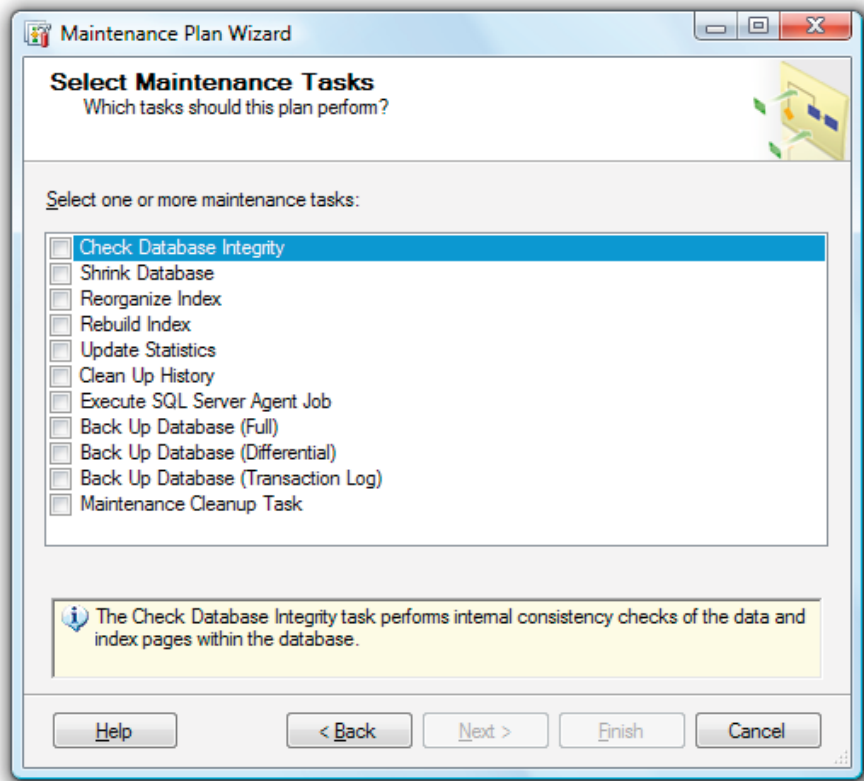 Maintenance Plan Wizard
Select Maintenance Tasks
Which tasks should this plan perform?
Select one or more maintenance tasks:
Check Database Integrity
Shrink Database
Reorganize Index
Rebuild Index
Update Statistics
Clean Up History
Execute SQL Server Agent Job
Back Up Database (Full)
Back Up Database (Differential)
Back Up Database (Transaction Log)
Maintenance Cleanup Task
The Check Database Integrity task performs internal consistency checks of the data and
index pages within the database.
Help < Back Next > Finish Cancel